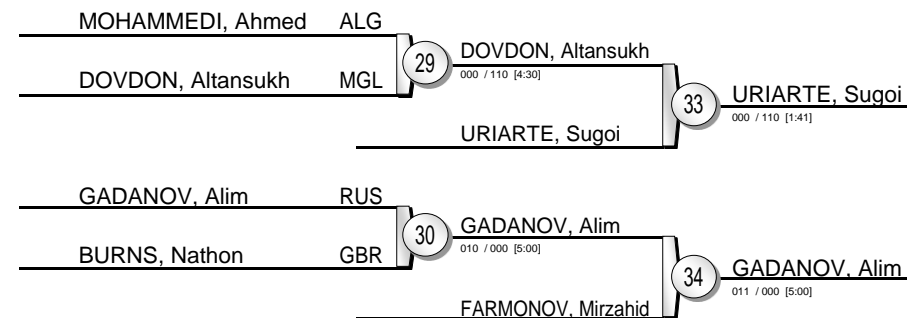 MOHAMMEDI, Ahmed ALG
29
DOVDON, Altansukh
000 / 110 [4:30]
DOVDON, Altansukh MGL
33
URIARTE, Sugoi
000 / 110 [1:41]
URIARTE, Sugoi
GADANOV, Alim RUS
30
GADANOV, Alim
010 / 000 [5:00]
BURNS, Nathon GBR
34
GADANOV, Alim
011 / 000 [5:00]
FARMONOV, Mirzahid